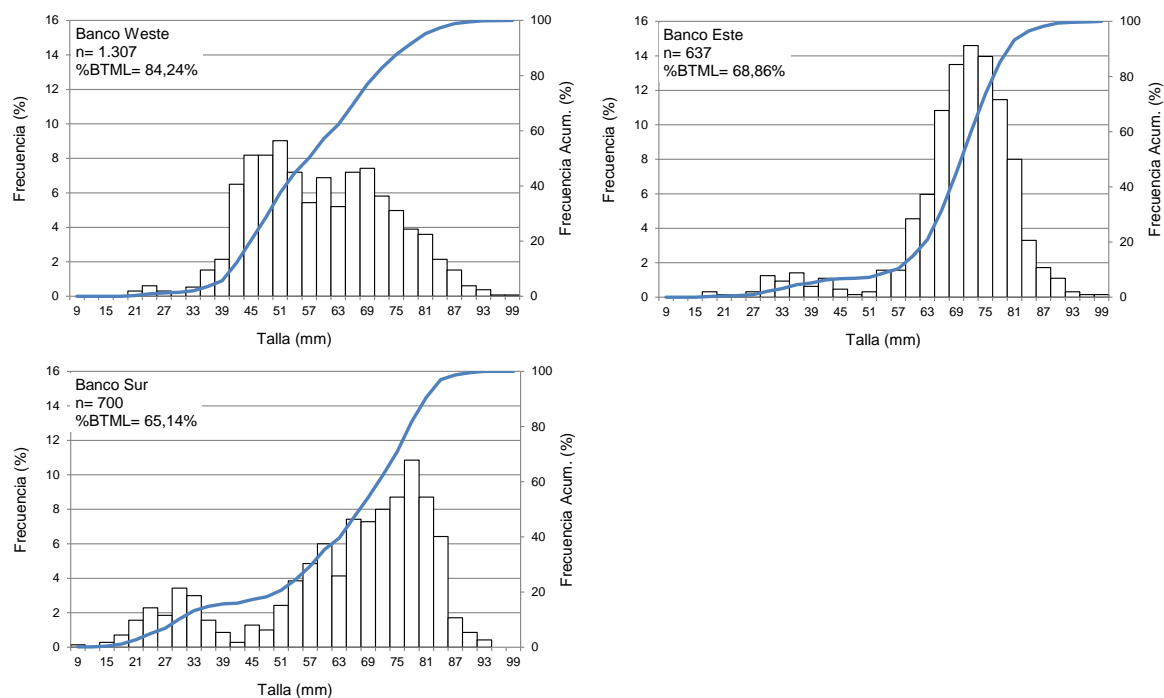 Banco Weste
n= 1.307
%BTML= 84,24%
Frecuencia (%)
16
14
12
10
8
6
4
2
0
100
80
60
40
20
0
Frecuencia Acum. (%)
9 15 21 27 33 39 45 51 57 63 69 75 81 87 93 99
Talla (mm)
Banco Este
n= 637
%BTML= 68,86%
Frecuencia (%)
16
14
12
10
8
6
4
2
0
100
80
60
40
20
0
Frecuencia Acum. (%)
9 15 21 27 33 39 45 51 57 63 69 75 81 87 93 99
Talla (mm)
Banco Sur
n= 700
%BTML= 65,14%
Frecuencia (%)
16
14
12
10
8
6
4
2
0
100
80
60
40
20
0
Frecuencia Acum. (%)
9 15 21 27 33 39 45 51 57 63 69 75 81 87 93 99
Talla (mm)